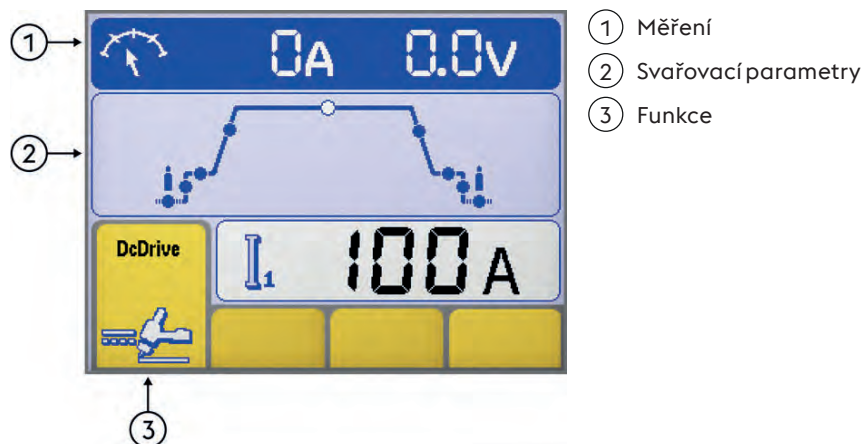 1 0A 0.0V
2
DcDrive I1 100A
3
1 Měření
2 Svařovací parametry
3 Funkce